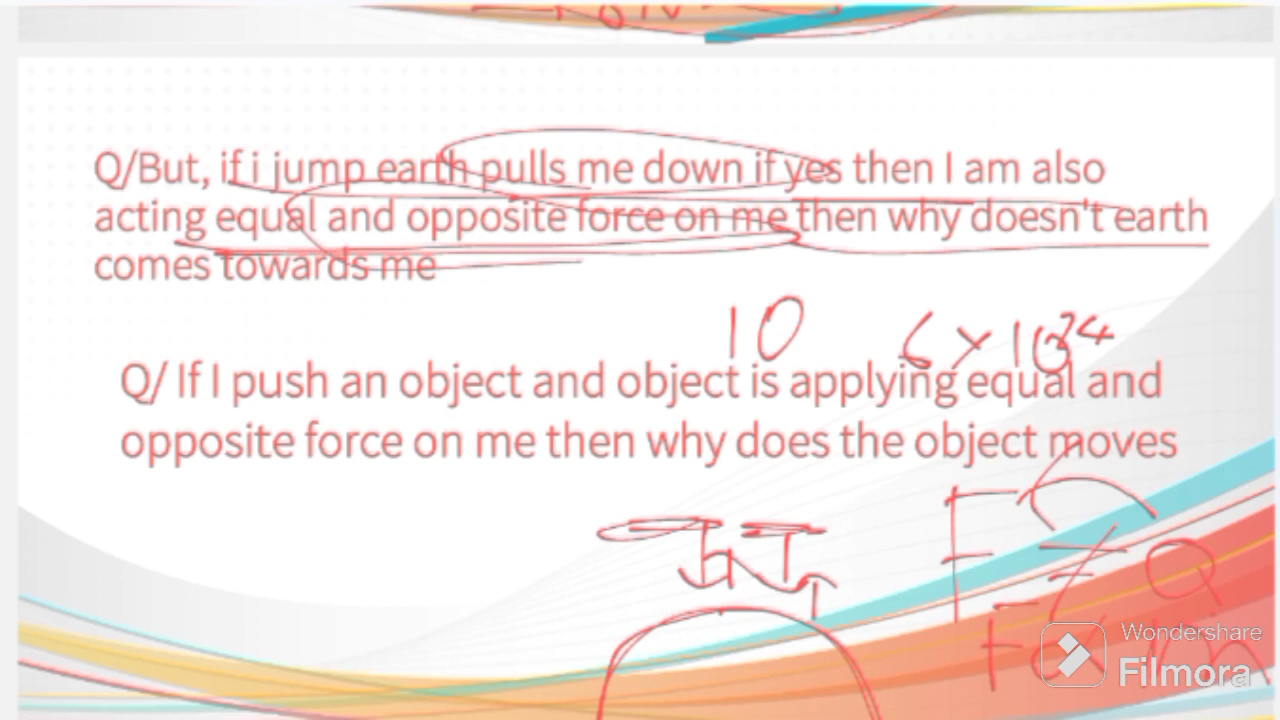 Q/But, if i jump earth pulls me down if yes then I am also
acting equal and opposite force on me then why doesn't earth
comes towards me
10 6 × 10²⁴
Q/ If I push an object and object is applying equal and
opposite force on me then why does the object moves
Wondershare
Filmora